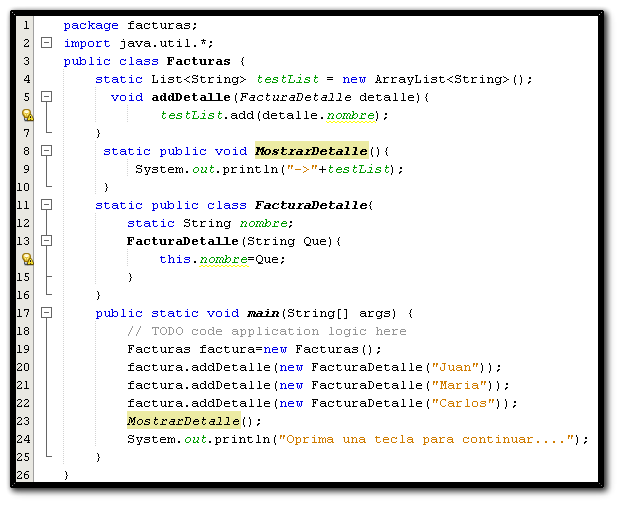 1 package facturas;
2 import java.util.*;
3 public class Facturas {
4 static List<String> testList = new ArrayList<String>();
5 void addDetalle(FacturaDetalle detalle){
testList.add(detalle.nombre);
7 }
8 static public void MostrarDetalle(){
9 System.out.println("->"+testList);
10 }
11 static public class FacturaDetalle{
12 static String nombre;
13 FacturaDetalle(String Que){
this.nombre=Que;
15 }
16 }
17 public static void main(String[] args) {
18 // TODO code application logic here
19 Facturas factura=new Facturas();
20 factura.addDetalle(new FacturaDetalle("Juan"));
21 factura.addDetalle(new FacturaDetalle("Maria"));
22 factura.addDetalle(new FacturaDetalle("Carlos"));
23 MostrarDetalle();
24 System.out.println("Oprima una tecla para continuar....");
25 }
26 }